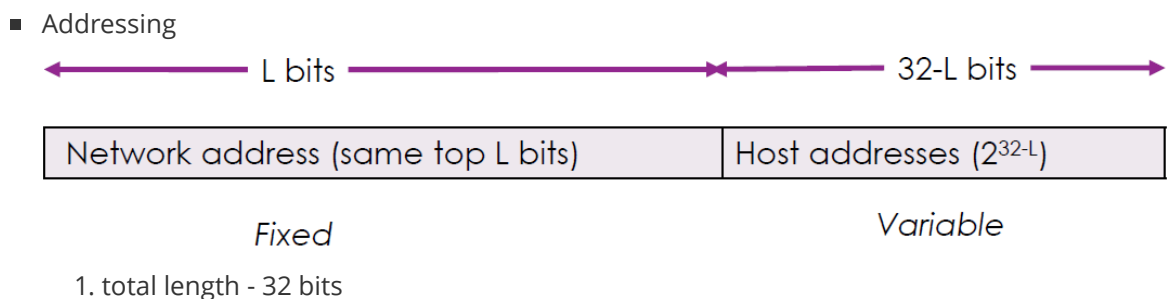 ▪ Addressing
L bits 32-L bits
Network address (same top L bits) Host addresses (2³²⁻ᴸ)
Fixed Variable
1. total length - 32 bits